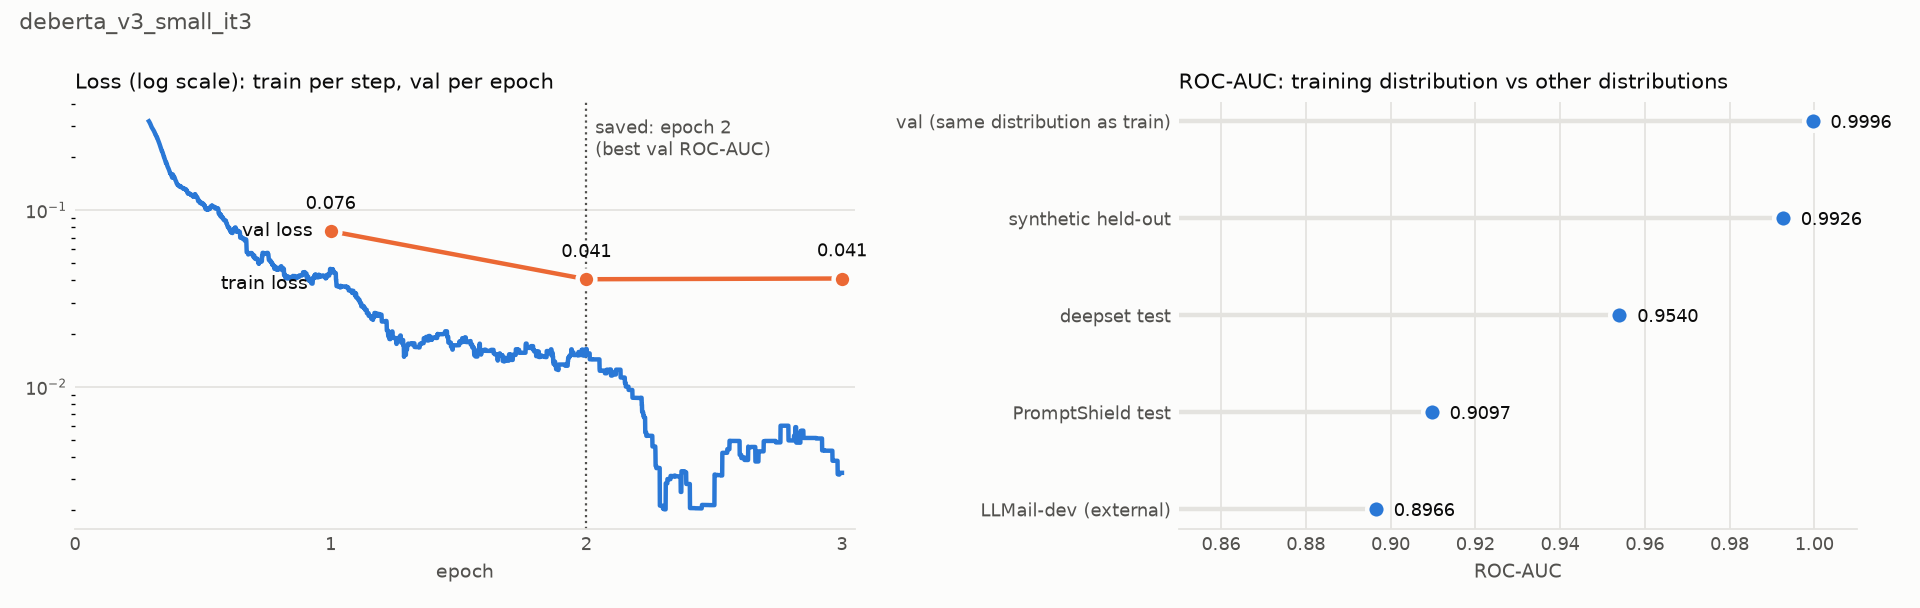 deberta_v3_small_it3
Loss (log scale): train per step, val per epoch
saved: epoch 2
(best val ROC-AUC)
10⁻¹
10⁻²
0.076
val loss
train loss
0.041
0.041
0 1 2 3
epoch
ROC-AUC: training distribution vs other distributions
val (same distribution as train) 0.9996
synthetic held-out 0.9926
deepset test 0.9540
PromptShield test 0.9097
LLMail-dev (external) 0.8966
0.86 0.88 0.90 0.92 0.94 0.96 0.98 1.00
ROC-AUC